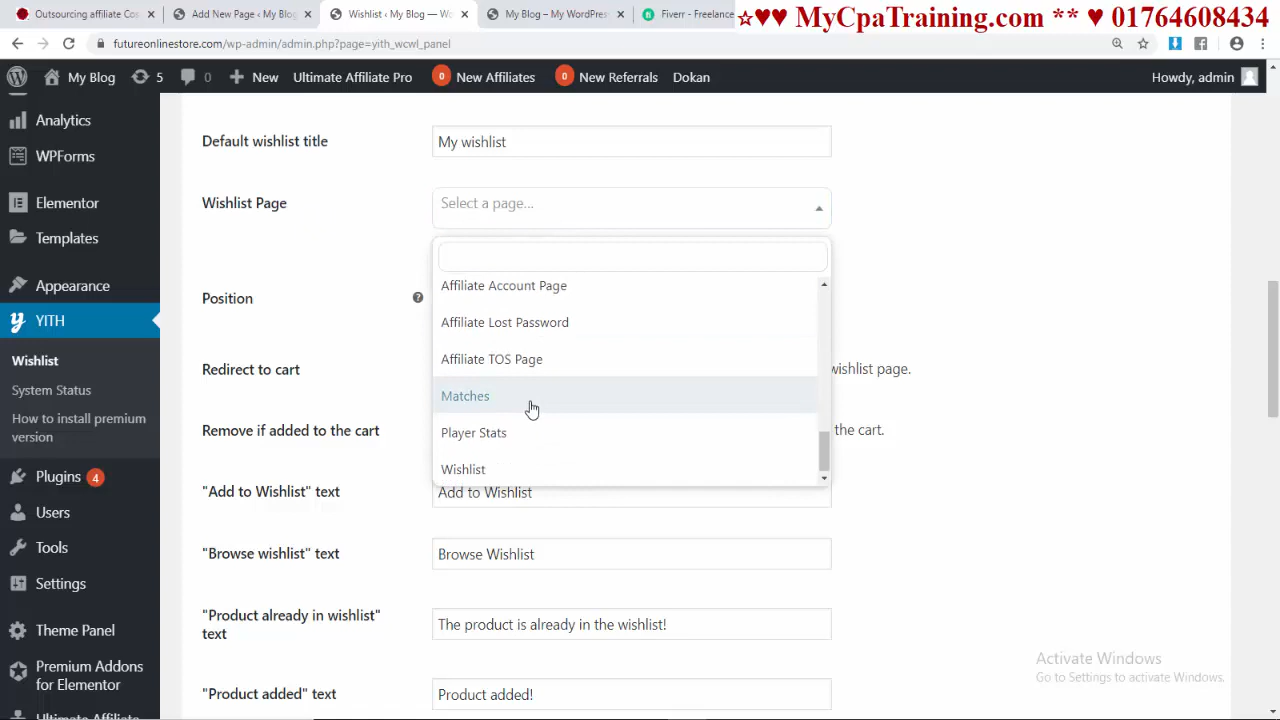 Outsourcing affiliate Co
Add New Page ‹ My Blog
Wishlist ‹ My Blog — Wo
My Blog – My WordPres
Fiverr - Freelance
☆♥♥ MyCpaTraining.com ** ♥ 01764608434
futureonlinestore.com/wp-admin/admin.php?page=yith_wcwl_panel
My Blog
5
0
New
Ultimate Affiliate Pro
0
New Affiliates
0
New Referrals
Dokan
Howdy, admin
Analytics
WPForms
Elementor
Templates
Appearance
YITH
Wishlist
System Status
How to install premium
version
Plugins 4
Users
Tools
Settings
Theme Panel
Premium Addons
for Elementor
Ultimate Affiliate
Default wishlist title
My wishlist
Wishlist Page
Select a page...
Affiliate Account Page
Affiliate Lost Password
Affiliate TOS Page
Matches
Player Stats
Wishlist
Position
?
Redirect to cart
wishlist page.
Remove if added to the cart
the cart.
"Add to Wishlist" text
Add to Wishlist
"Browse wishlist" text
Browse Wishlist
"Product already in wishlist"
text
The product is already in the wishlist!
"Product added" text
Product added!
Activate Windows
Go to Settings to activate Windows.